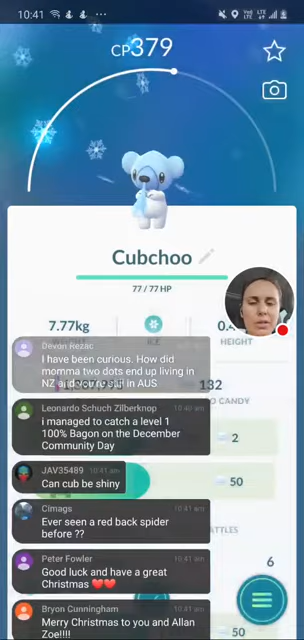 10:41
CP379
Cubchoo
77 / 77 HP
7.77kg
ICE
HEIGHT
Devon Rezac
I have been curious. How did
momma two dots end up living in
NZ and you're still in AUS
132
CANDY
Leonardo Schuch Zilberknop 10:40 am
i managed to catch a level 1
100% Bagon on the December
Community Day
2
JAV35489 10:41 am
Can cub be shiny
50
Cimags 10:41 am
Ever seen a red back spider
before ??
Peter Fowler 10:41 am
Good luck and have a great
Christmas ❤️❤️
6
Bryon Cunningham 10:41 am
Merry Christmas to you and Allan
Zoe!!!!
50